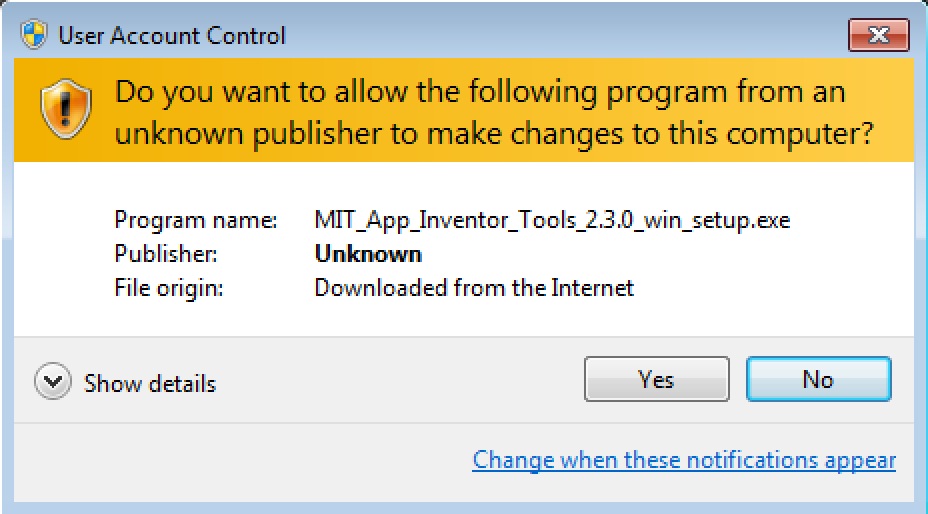 User Account Control
Do you want to allow the following program from an
unknown publisher to make changes to this computer?
Program name: MIT_App_Inventor_Tools_2.3.0_win_setup.exe
Publisher: Unknown
File origin: Downloaded from the Internet
Show details
Yes
No
Change when these notifications appear